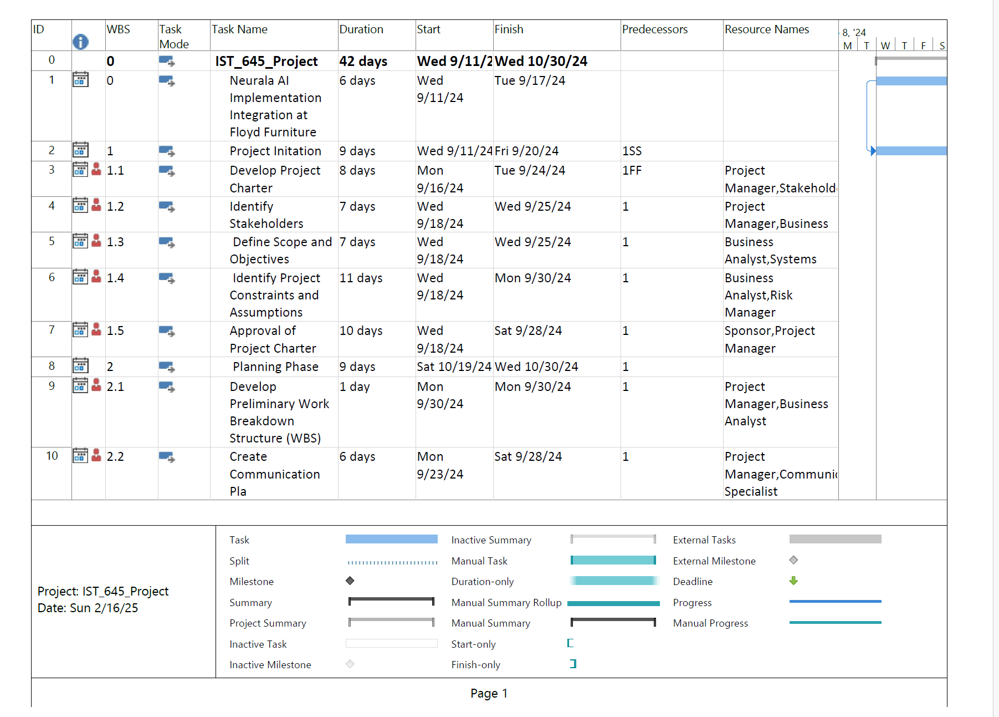 ID WBS Task Mode Task Name Duration Start Finish Predecessors Resource Names 8, '24
M T W T F S
0 0 IST_645_Project 42 days Wed 9/11/2 Wed 10/30/24
1 0 Neurala AI 6 days Wed Tue 9/17/24
Implementation 9/11/24
Integration at
Floyd Furniture
2 1 Project Initation 9 days Wed 9/11/24 Fri 9/20/24 1SS
3 1.1 Develop Project 8 days Mon Tue 9/24/24 1FF Project
Charter 9/16/24 Manager,Stakehold
4 1.2 Identify 7 days Wed Wed 9/25/24 1 Project
Stakeholders 9/18/24 Manager,Business
5 1.3 Define Scope and 7 days Wed Wed 9/25/24 1 Business
Objectives 9/18/24 Analyst,Systems
6 1.4 Identify Project 11 days Wed Mon 9/30/24 1 Business
Constraints and 9/18/24 Analyst,Risk
Assumptions Manager
7 1.5 Approval of 10 days Wed Sat 9/28/24 1 Sponsor,Project
Project Charter 9/18/24 Manager
8 2 Planning Phase 9 days Sat 10/19/24 Wed 10/30/24 1
9 2.1 Develop 1 day Mon Mon 9/30/24 1 Project
Preliminary Work 9/30/24 Manager,Business
Breakdown Analyst
Structure (WBS)
10 2.2 Create 6 days Mon Sat 9/28/24 1 Project
Communication 9/23/24 Manager,Communi
Pla Specialist
Project: IST_645_Project
Date: Sun 2/16/25
Task Inactive Summary External Tasks
Split Manual Task External Milestone
Milestone Duration-only Deadline
Summary Manual Summary Rollup Progress
Project Summary Manual Summary Manual Progress
Inactive Task Start-only
Inactive Milestone Finish-only
Page 1